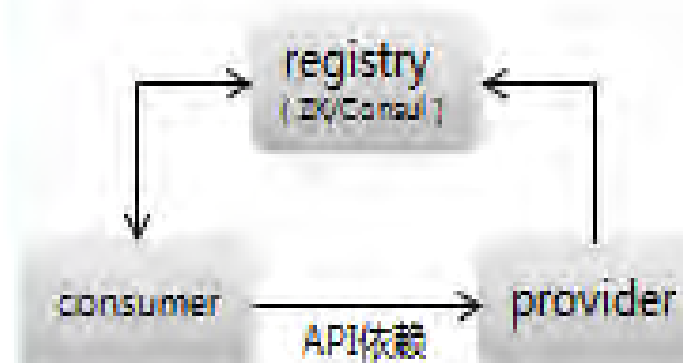 registry
( ZK/Consul )
consumer
provider
API依赖